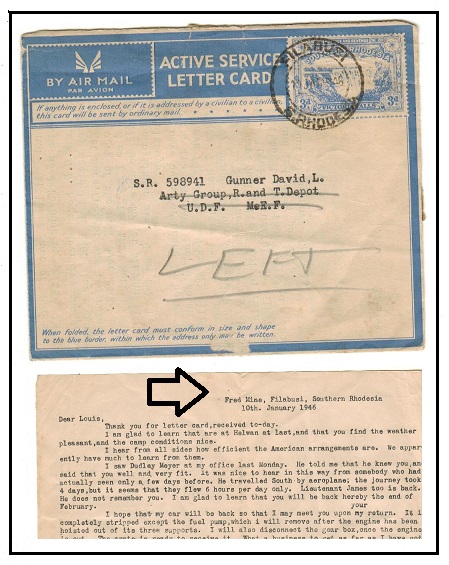 BY AIR MAIL
PAR AVION
ACTIVE SERVICE
LETTER CARD
If anything is enclosed, or if it is addressed by a civilian to a civilian
this card will be sent by ordinary mail.
FILABUSI
S. RHODESIA
3d
VICTORIA FALLS
3d
S.R. 598941 Gunner David,L.
Arty Group,R.and T.Depot
U.D.F. M.E.F.
LEFT
When folded, the letter card must conform in size and shape
to the blue border, within which the address only may be written.
Fred Mine, Filabusi, Southern Rhodesia
10th. January 1946
Dear Louis,
Thank you for letter card,received to-day.
I am glad to learn that are at Helwan at last,and that you find the weather
pleasant,and the camp conditions nice.
I hear from all sides how efficient the American arrangements are. We appar
ently have much to learn from them.
I saw Dudley Meyer at my office last Monday. He told me that he knew you,and
said that you well and very fit. It was nice to hear in this way from somebody who had
actually seen only a few days before. He travelled South by aeroplane; the journey took
4 days,but it seems that they flew 6 hours per day only. Lieutenant James too is back.
He does not remember you. I am glad to learn that you will be back hereby the end of
February. your
I hope that my car will be back so that I may meet you upon my return. It i
completely stripped except the fuel pump,which i will remove after the engine has been
hoisted out of its three supports. I will also disconnect the gear box,once the engine